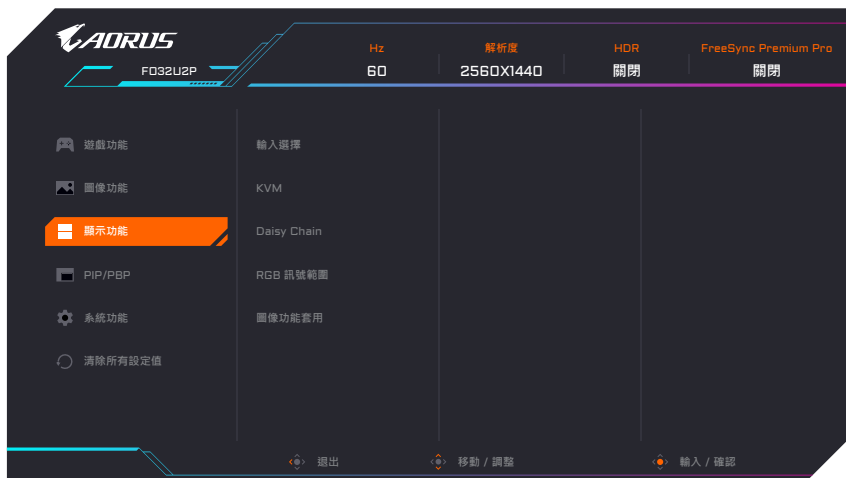 AORUS
FO32U2P
Hz
解析度
HDR
FreeSync Premium Pro
60
2560X1440
關閉
關閉
遊戲功能
輸入選擇
圖像功能
KVM
顯示功能
Daisy Chain
PIP/PBP
RGB 訊號範圍
系統功能
圖像功能套用
清除所有設定值
退出
移動 / 調整
輸入 / 確認